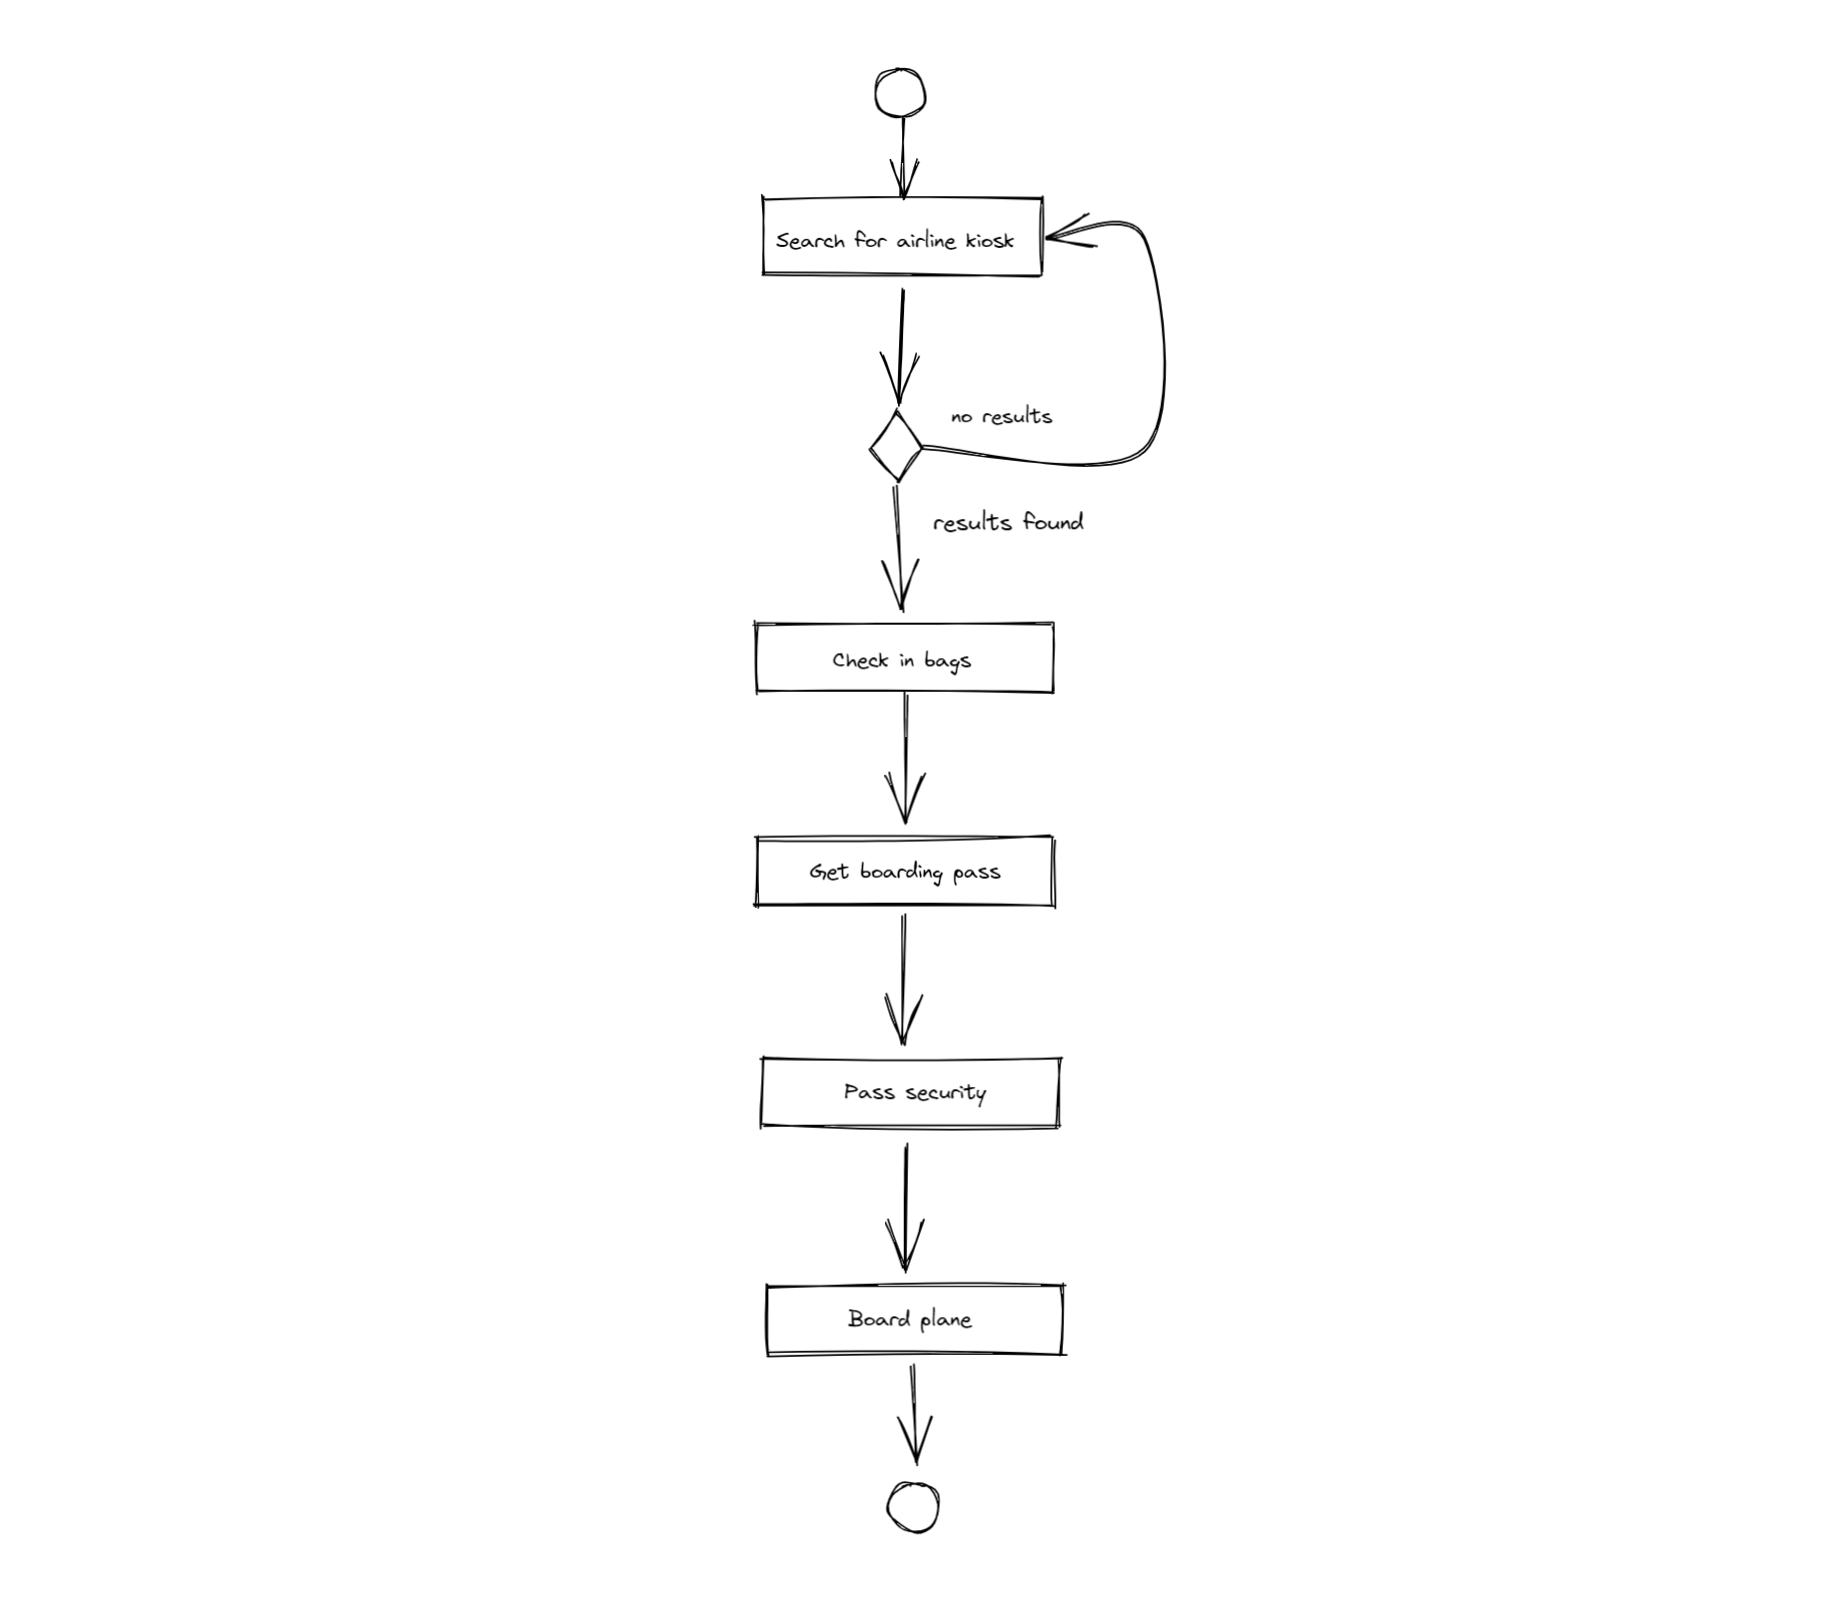 Search for airline kiosk
no results
results found
Check in bags
Get boarding pass
Pass security
Board plane